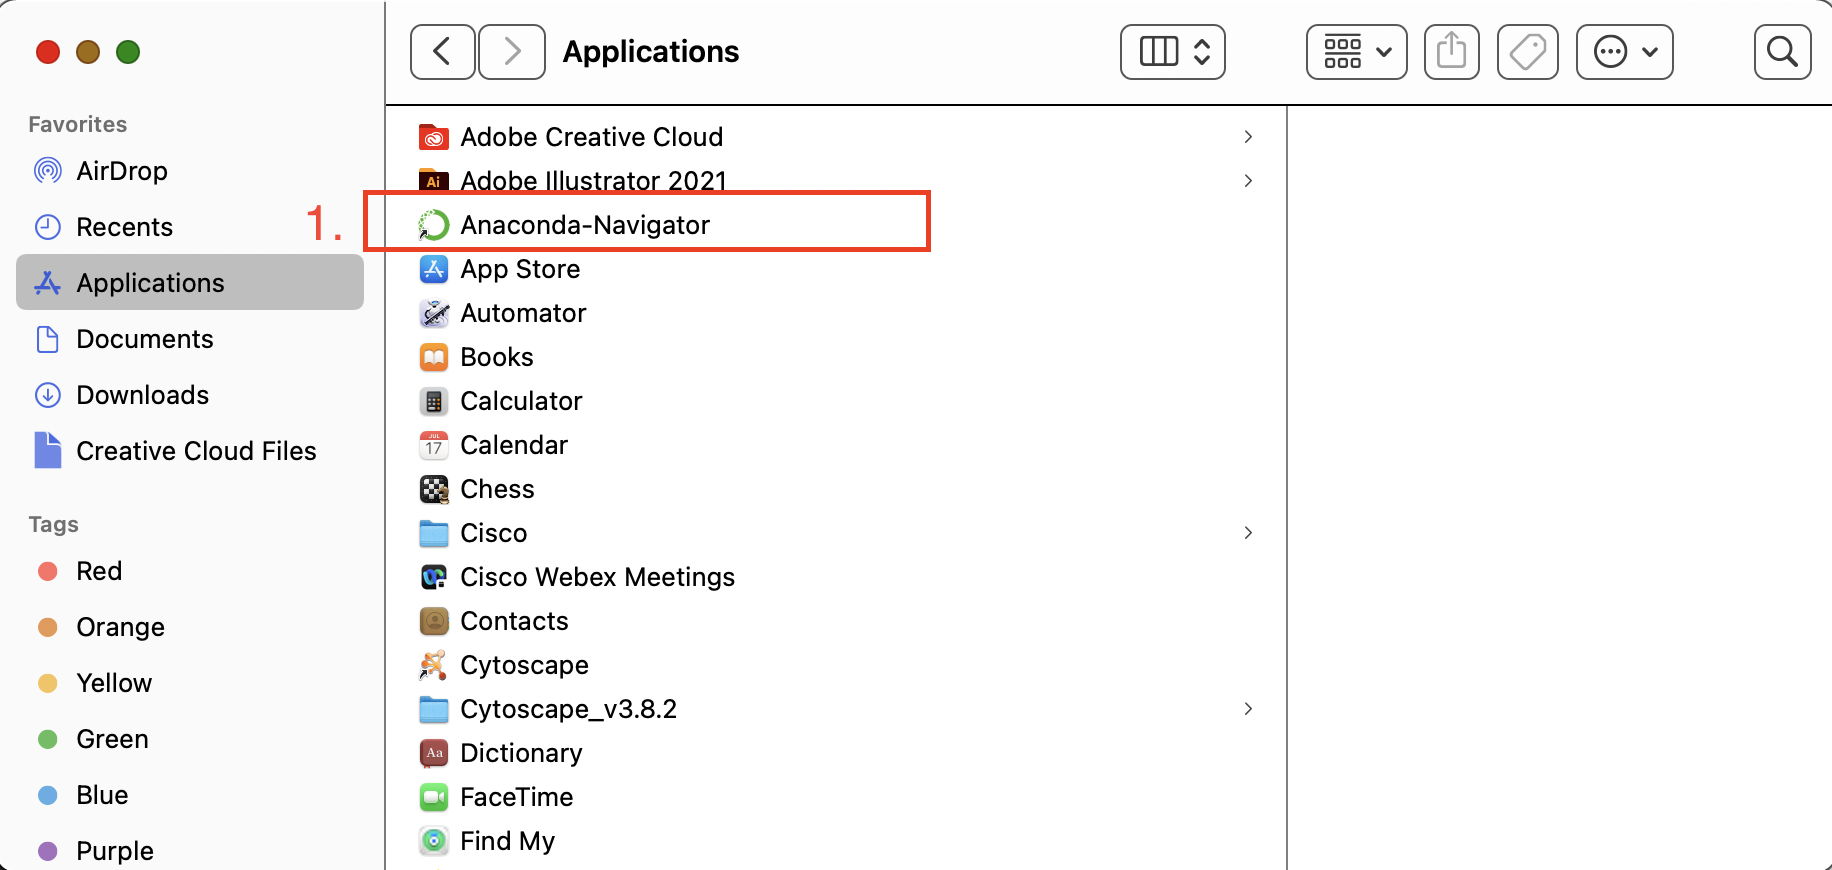 Applications
Favorites
AirDrop
Recents
Applications
Documents
Downloads
Creative Cloud Files
Tags
Red
Orange
Yellow
Green
Blue
Purple
1.
Adobe Creative Cloud
Ai Adobe Illustrator 2021
Anaconda-Navigator
App Store
Automator
Books
Calculator
JUL
17 Calendar
Chess
Cisco
Cisco Webex Meetings
Contacts
Cytoscape
Cytoscape_v3.8.2
Aa Dictionary
FaceTime
Find My